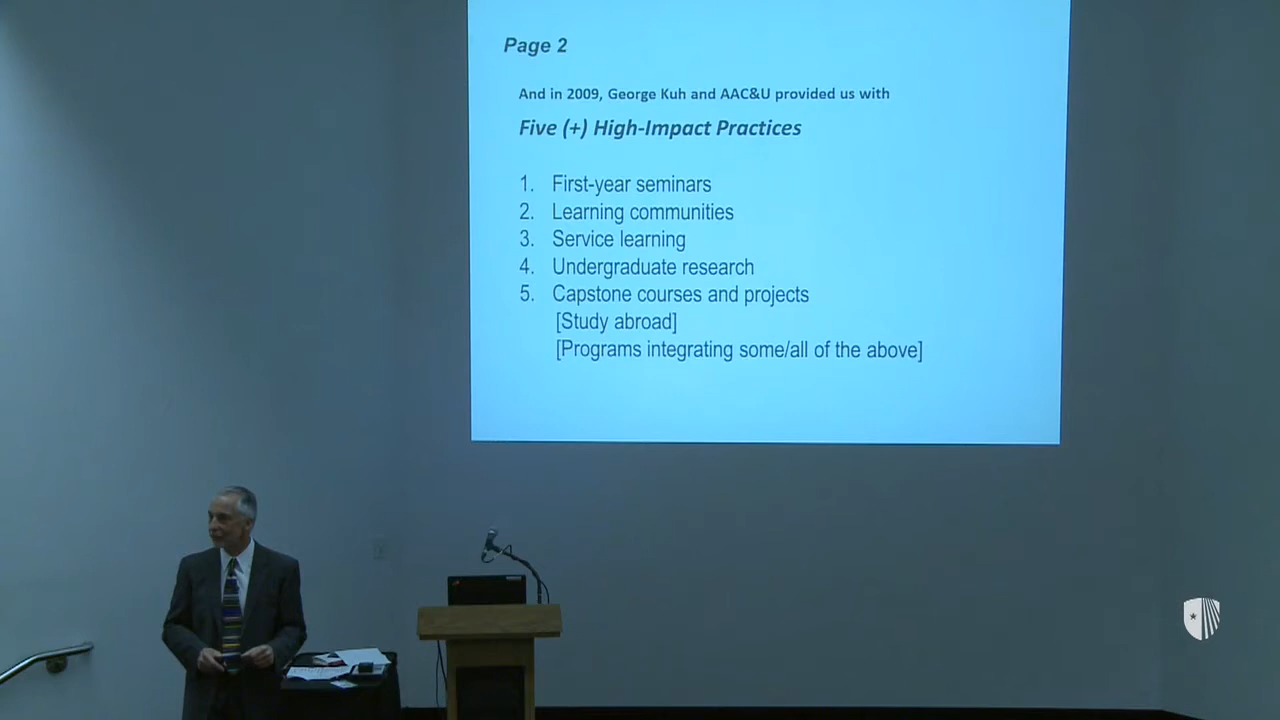 Page 2
And in 2009, George Kuh and AAC&U provided us with
Five (+) High-Impact Practices
1. First-year seminars
2. Learning communities
3. Service learning
4. Undergraduate research
5. Capstone courses and projects
[Study abroad]
[Programs integrating some/all of the above]